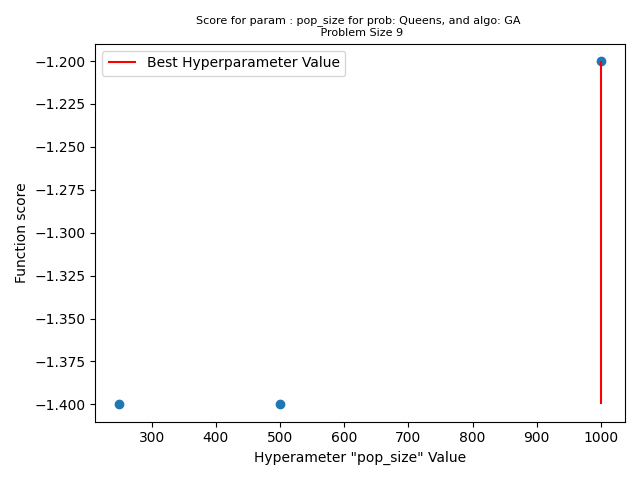 Score for param : pop_size for prob: Queens, and algo: GA
Problem Size 9
Best Hyperparameter Value
−1.200
−1.225
−1.250
−1.275
−1.300
−1.325
−1.350
−1.375
−1.400
Function score
300 400 500 600 700 800 900 1000
Hyperameter "pop_size" Value